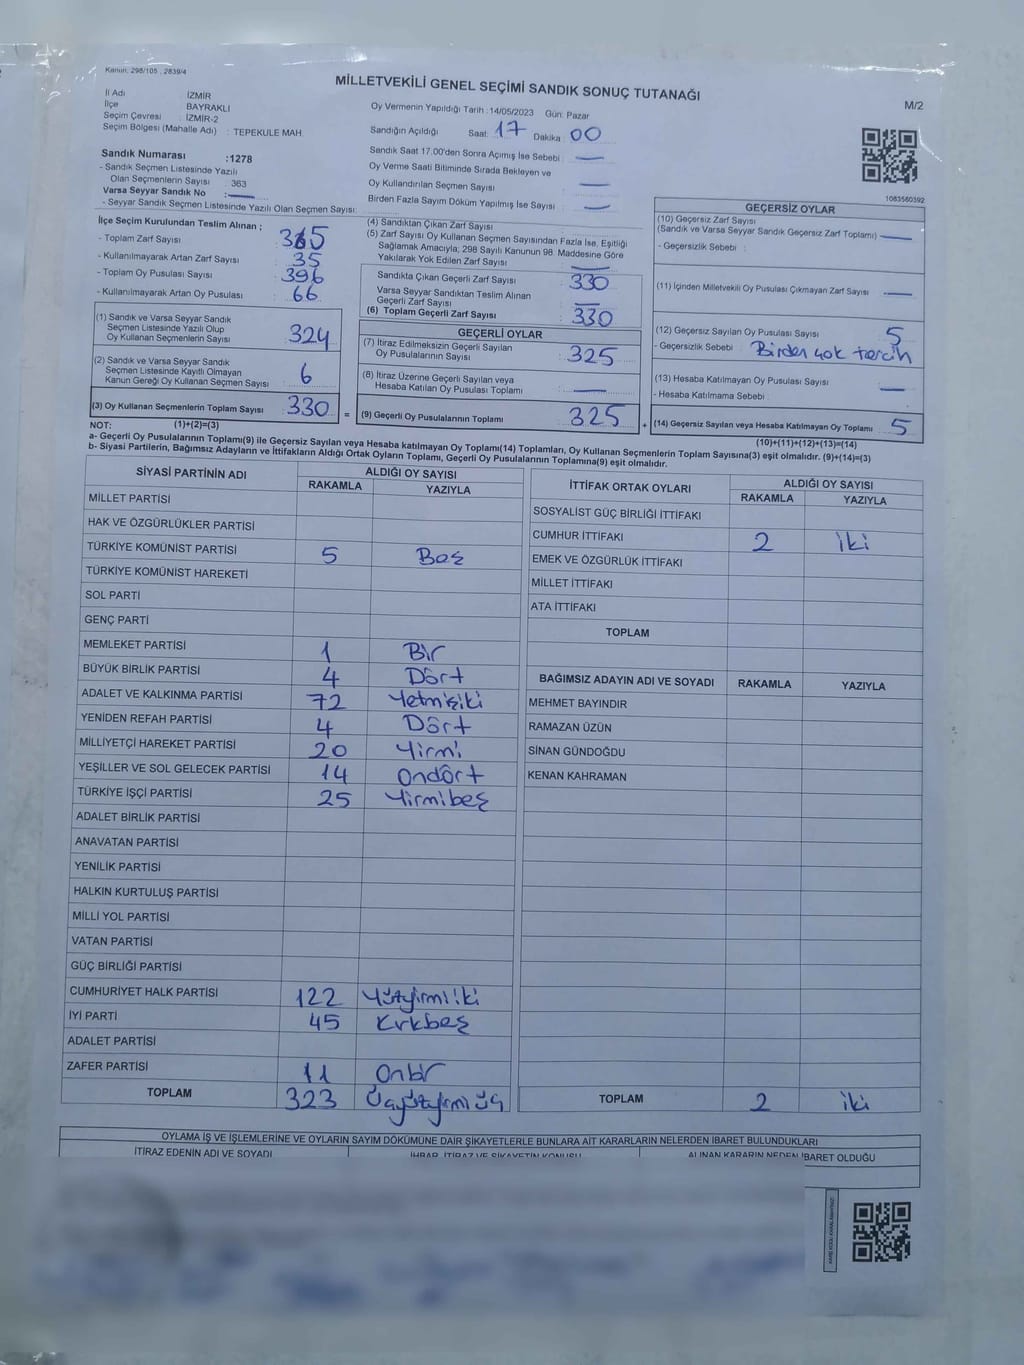 Kanun: 298/105 , 2839/4
MİLLETVEKİLİ GENEL SEÇİMİ SANDIK SONUÇ TUTANAĞI
M/2
İl Adı İZMİR
İlçe BAYRAKLI
Seçim Çevresi : İZMİR-2
Seçim Bölgesi (Mahalle Adı) : TEPEKULE MAH.
Oy Vermenin Yapıldığı Tarih : 14/05/2023 Gün: Pazar
Sandığın Açıldığı Saat: 17 Dakika : 00
Sandık Saat 17.00'den Sonra Açımış İse Sebebi : —
Oy Verme Saati Bitiminde Sırada Bekleyen ve
Oy Kullandırılan Seçmen Sayısı —
Birden Fazla Sayım Döküm Yapılmış İse Sayısı : —
Sandık Numarası :1278
- Sandık Seçmen Listesinde Yazılı
Olan Seçmenlerin Sayısı : 363
Varsa Seyyar Sandık No : —
- Seyyar Sandık Seçmen Listesinde Yazılı Olan Seçmen Sayısı:
1083560392
İlçe Seçim Kurulundan Teslim Alınan ;
- Toplam Zarf Sayısı : 365
- Kullanılmayarak Artan Zarf Sayısı : 35
- Toplam Oy Pusulası Sayısı : 396
- Kullanılmayarak Artan Oy Pusulası : 66
(1) Sandık ve Varsa Seyyar Sandık
Seçmen Listesinde Yazılı Olup
Oy Kullanan Seçmenlerin Sayısı : 324
(2) Sandık ve Varsa Seyyar Sandık
Seçmen Listesinde Kayıtlı Olmayan
Kanun Gereği Oy Kullanan Seçmen Sayısı : 6
(3) Oy Kullanan Seçmenlerin Toplam Sayısı 330 =
(4) Sandıktan Çıkan Zarf Sayısı :
(5) Zarf Sayısı Oy Kullanan Seçmen Sayısından Fazla İse, Eşitliği
Sağlamak Amacıyla; 298 Sayılı Kanunun 98. Maddesine Göre
Yakılarak Yok Edilen Zarf Sayısı : —
Sandıkta Çıkan Geçerli Zarf Sayısı : 330
Varsa Seyyar Sandıktan Teslim Alınan
Geçerli Zarf Sayısı : —
(6) Toplam Geçerli Zarf Sayısı : 330
GEÇERLİ OYLAR
(7) İtiraz Edilmeksizin Geçerli Sayılan
Oy Pusulalarının Sayısı : 325
(8) İtiraz Üzerine Geçerli Sayılan veya
Hesaba Katılan Oy Pusulası Toplamı : —
(9) Geçerli Oy Pusulalarının Toplamı 325 +
GEÇERSİZ OYLAR
(10) Geçersiz Zarf Sayısı
(Sandık ve Varsa Seyyar Sandık Geçersiz Zarf Toplamı) —
- Geçersizlik Sebebi :
(11) İçinden Milletvekili Oy Pusulası Çıkmayan Zarf Sayısı : —
(12) Geçersiz Sayılan Oy Pusulası Sayısı : 5
- Geçersizlik Sebebi : Birden çok tercih
(13) Hesaba Katılmayan Oy Pusulası Sayısı : —
- Hesaba Katılmama Sebebi :
(14) Geçersiz Sayılan veya Hesaba Katılmayan Oy Toplamı : 5
NOT: (1)+(2)=(3)
(10)+(11)+(12)+(13)=(14)
a- Geçerli Oy Pusulalarının Toplamı(9) ile Geçersiz Sayılan veya Hesaba katılmayan Oy Toplamı(14) Toplamları, Oy Kullanan Seçmenlerin Toplam Sayısına(3) eşit olmalıdır. (9)+(14)=(3)
b- Siyasi Partilerin, Bağımsız Adayların ve İttifakların Aldığı Ortak Oyların Toplamı, Geçerli Oy Pusulalarının Toplamına(9) eşit olmalıdır.
SİYASİ PARTİNİN ADI ALDIĞI OY SAYISI
RAKAMLA YAZIYLA
MİLLET PARTİSİ
HAK VE ÖZGÜRLÜKLER PARTİSİ
TÜRKİYE KOMÜNİST PARTİSİ 5 Beş
TÜRKİYE KOMÜNİST HAREKETİ
SOL PARTİ
GENÇ PARTİ
MEMLEKET PARTİSİ 1 Bir
BÜYÜK BİRLİK PARTİSİ 4 Dört
ADALET VE KALKINMA PARTİSİ 72 Yetmişiki
YENİDEN REFAH PARTİSİ 4 Dört
MİLLİYETÇİ HAREKET PARTİSİ 20 Yirmi
YEŞİLLER VE SOL GELECEK PARTİSİ 14 Ondört
TÜRKİYE İŞÇİ PARTİSİ 25 Yirmibeş
ADALET BİRLİK PARTİSİ
ANAVATAN PARTİSİ
YENİLİK PARTİSİ
HALKIN KURTULUŞ PARTİSİ
MİLLİ YOL PARTİSİ
VATAN PARTİSİ
GÜÇ BİRLİĞİ PARTİSİ
CUMHURİYET HALK PARTİSİ 122 Yüzyirmiiki
İYİ PARTİ 45 Kırkbeş
ADALET PARTİSİ
ZAFER PARTİSİ 11 Onbir
TOPLAM 323 Üçyüzyirmiüç
İTTİFAK ORTAK OYLARI ALDIĞI OY SAYISI
RAKAMLA YAZIYLA
SOSYALİST GÜÇ BİRLİĞİ İTTİFAKI
CUMHUR İTTİFAKI 2 iki
EMEK VE ÖZGÜRLÜK İTTİFAKI
MİLLET İTTİFAKI
ATA İTTİFAKI
TOPLAM
BAĞIMSIZ ADAYIN ADI VE SOYADI RAKAMLA YAZIYLA
MEHMET BAYINDIR
RAMAZAN ÜZÜN
SİNAN GÜNDOĞDU
KENAN KAHRAMAN
TOPLAM 2 iki
OYLAMA İŞ VE İŞLEMLERİNE VE OYLARIN SAYIM DÖKÜMÜNE DAİR ŞİKAYETLERLE BUNLARA AİT KARARLARIN NELERDEN İBARET BULUNDUKLARI
İTİRAZ EDENİN ADI VE SOYADI İHBAR, İTİRAZ VE ŞİKAYETİN KONUSU ALINAN KARARIN NEDEN İBARET OLDUĞU